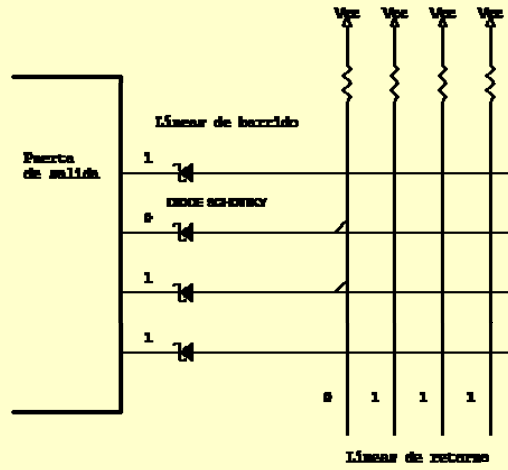 Vcc Vcc Vcc Vcc
Líneas de barrido
Puerta
de salida
1
DIODE SCHOTTKY
0
1
1
0 1 1 1
Líneas de retorno